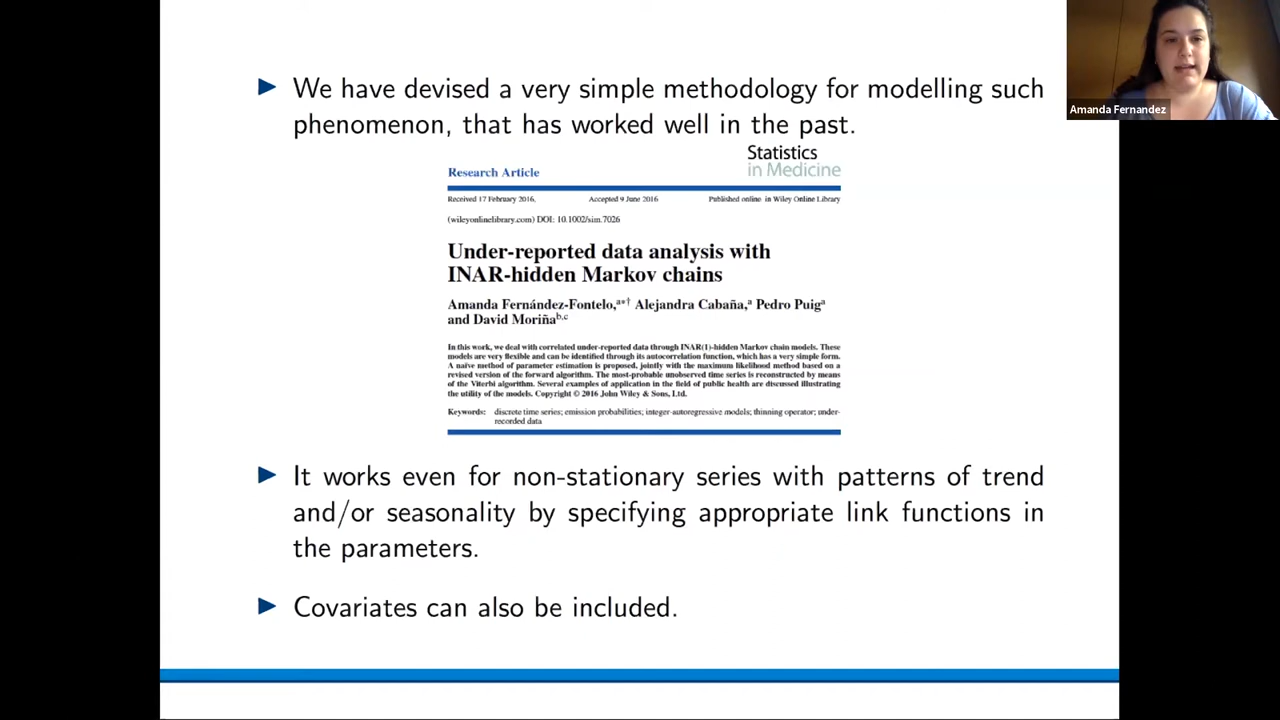 We have devised a very simple methodology for modelling such
phenomenon, that has worked well in the past.
Statistics
in Medicine
Research Article
Received 17 February 2016, Accepted 9 June 2016 Published online in Wiley Online Library
(wileyonlinelibrary.com) DOI: 10.1002/sim.7026
Under-reported data analysis with
INAR-hidden Markov chains
Amanda Fernández-Fontelo,a*† Alejandra Cabaña,a Pedro Puiga
and David Moriñab,c
In this work, we deal with correlated under-reported data through INAR(1)-hidden Markov chain models. These
models are very flexible and can be identified through its autocorrelation function, which has a very simple form.
A naïve method of parameter estimation is proposed, jointly with the maximum likelihood method based on a
revised version of the forward algorithm. The most-probable unobserved time series is reconstructed by means
of the Viterbi algorithm. Several examples of application in the field of public health are discussed illustrating
the utility of the models. Copyright © 2016 John Wiley & Sons, Ltd.
Keywords: discrete time series; emission probabilities; integer-autoregressive models; thinning operator; under-
recorded data
It works even for non-stationary series with patterns of trend
and/or seasonality by specifying appropriate link functions in
the parameters.
Covariates can also be included.
Amanda Fernandez